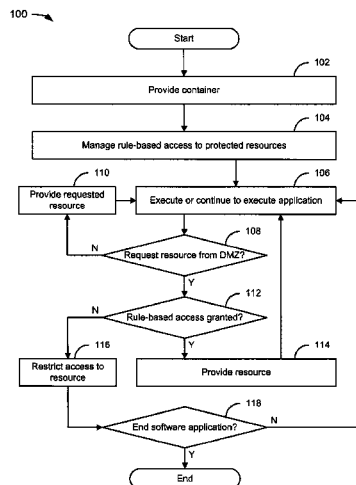 100
Start
102
Provide container
104
Manage rule-based access to protected resources
110
106
Provide requested
resource
Execute or continue to execute application
108
N
Request resource from DMZ?
Y
112
N
Rule-based access granted?
116
Y
114
Restrict access to
resource
Provide resource
118
End software application?
N
Y
End